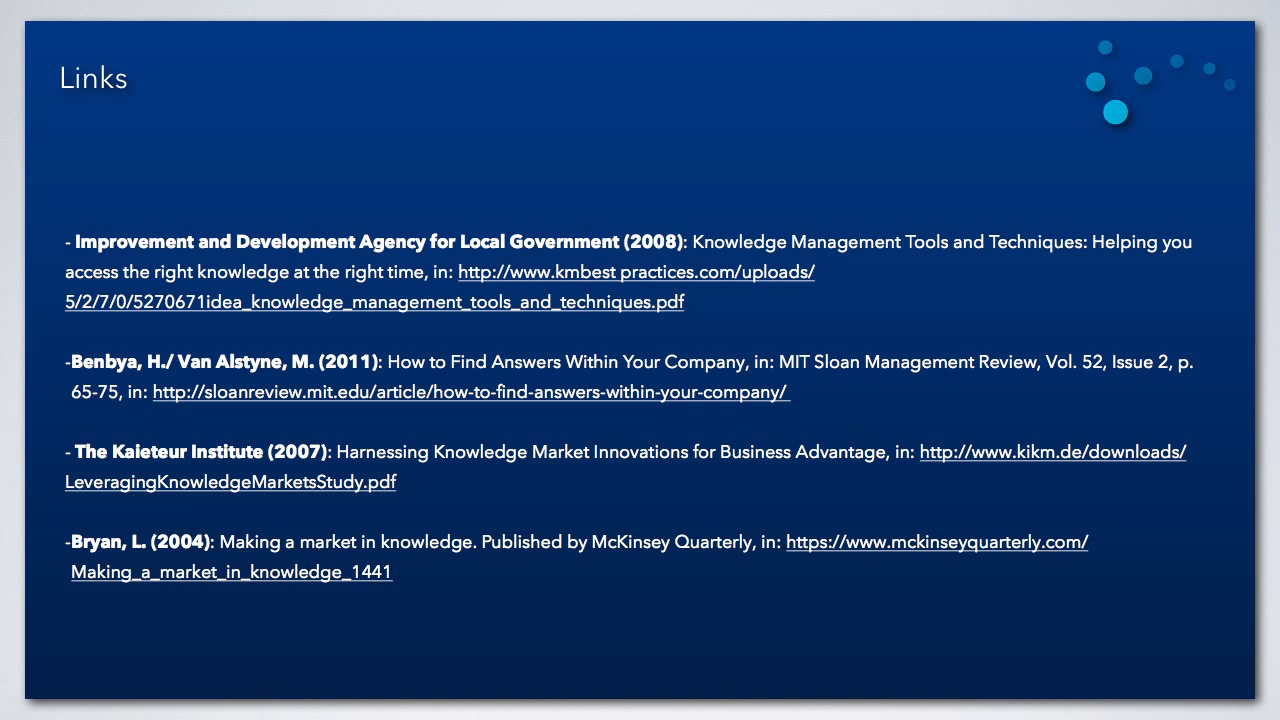 Links
- Improvement and Development Agency for Local Government (2008): Knowledge Management Tools and Techniques: Helping you
access the right knowledge at the right time, in: http://www.kmbest practices.com/uploads/
5/2/7/0/5270671idea_knowledge_management_tools_and_techniques.pdf
-Benbya, H./ Van Alstyne, M. (2011): How to Find Answers Within Your Company, in: MIT Sloan Management Review, Vol. 52, Issue 2, p.
65-75, in: http://sloanreview.mit.edu/article/how-to-find-answers-within-your-company/
- The Kaieteur Institute (2007): Harnessing Knowledge Market Innovations for Business Advantage, in: http://www.kikm.de/downloads/
LeveragingKnowledgeMarketsStudy.pdf
-Bryan, L. (2004): Making a market in knowledge. Published by McKinsey Quarterly, in: https://www.mckinseyquarterly.com/
Making_a_market_in_knowledge_1441